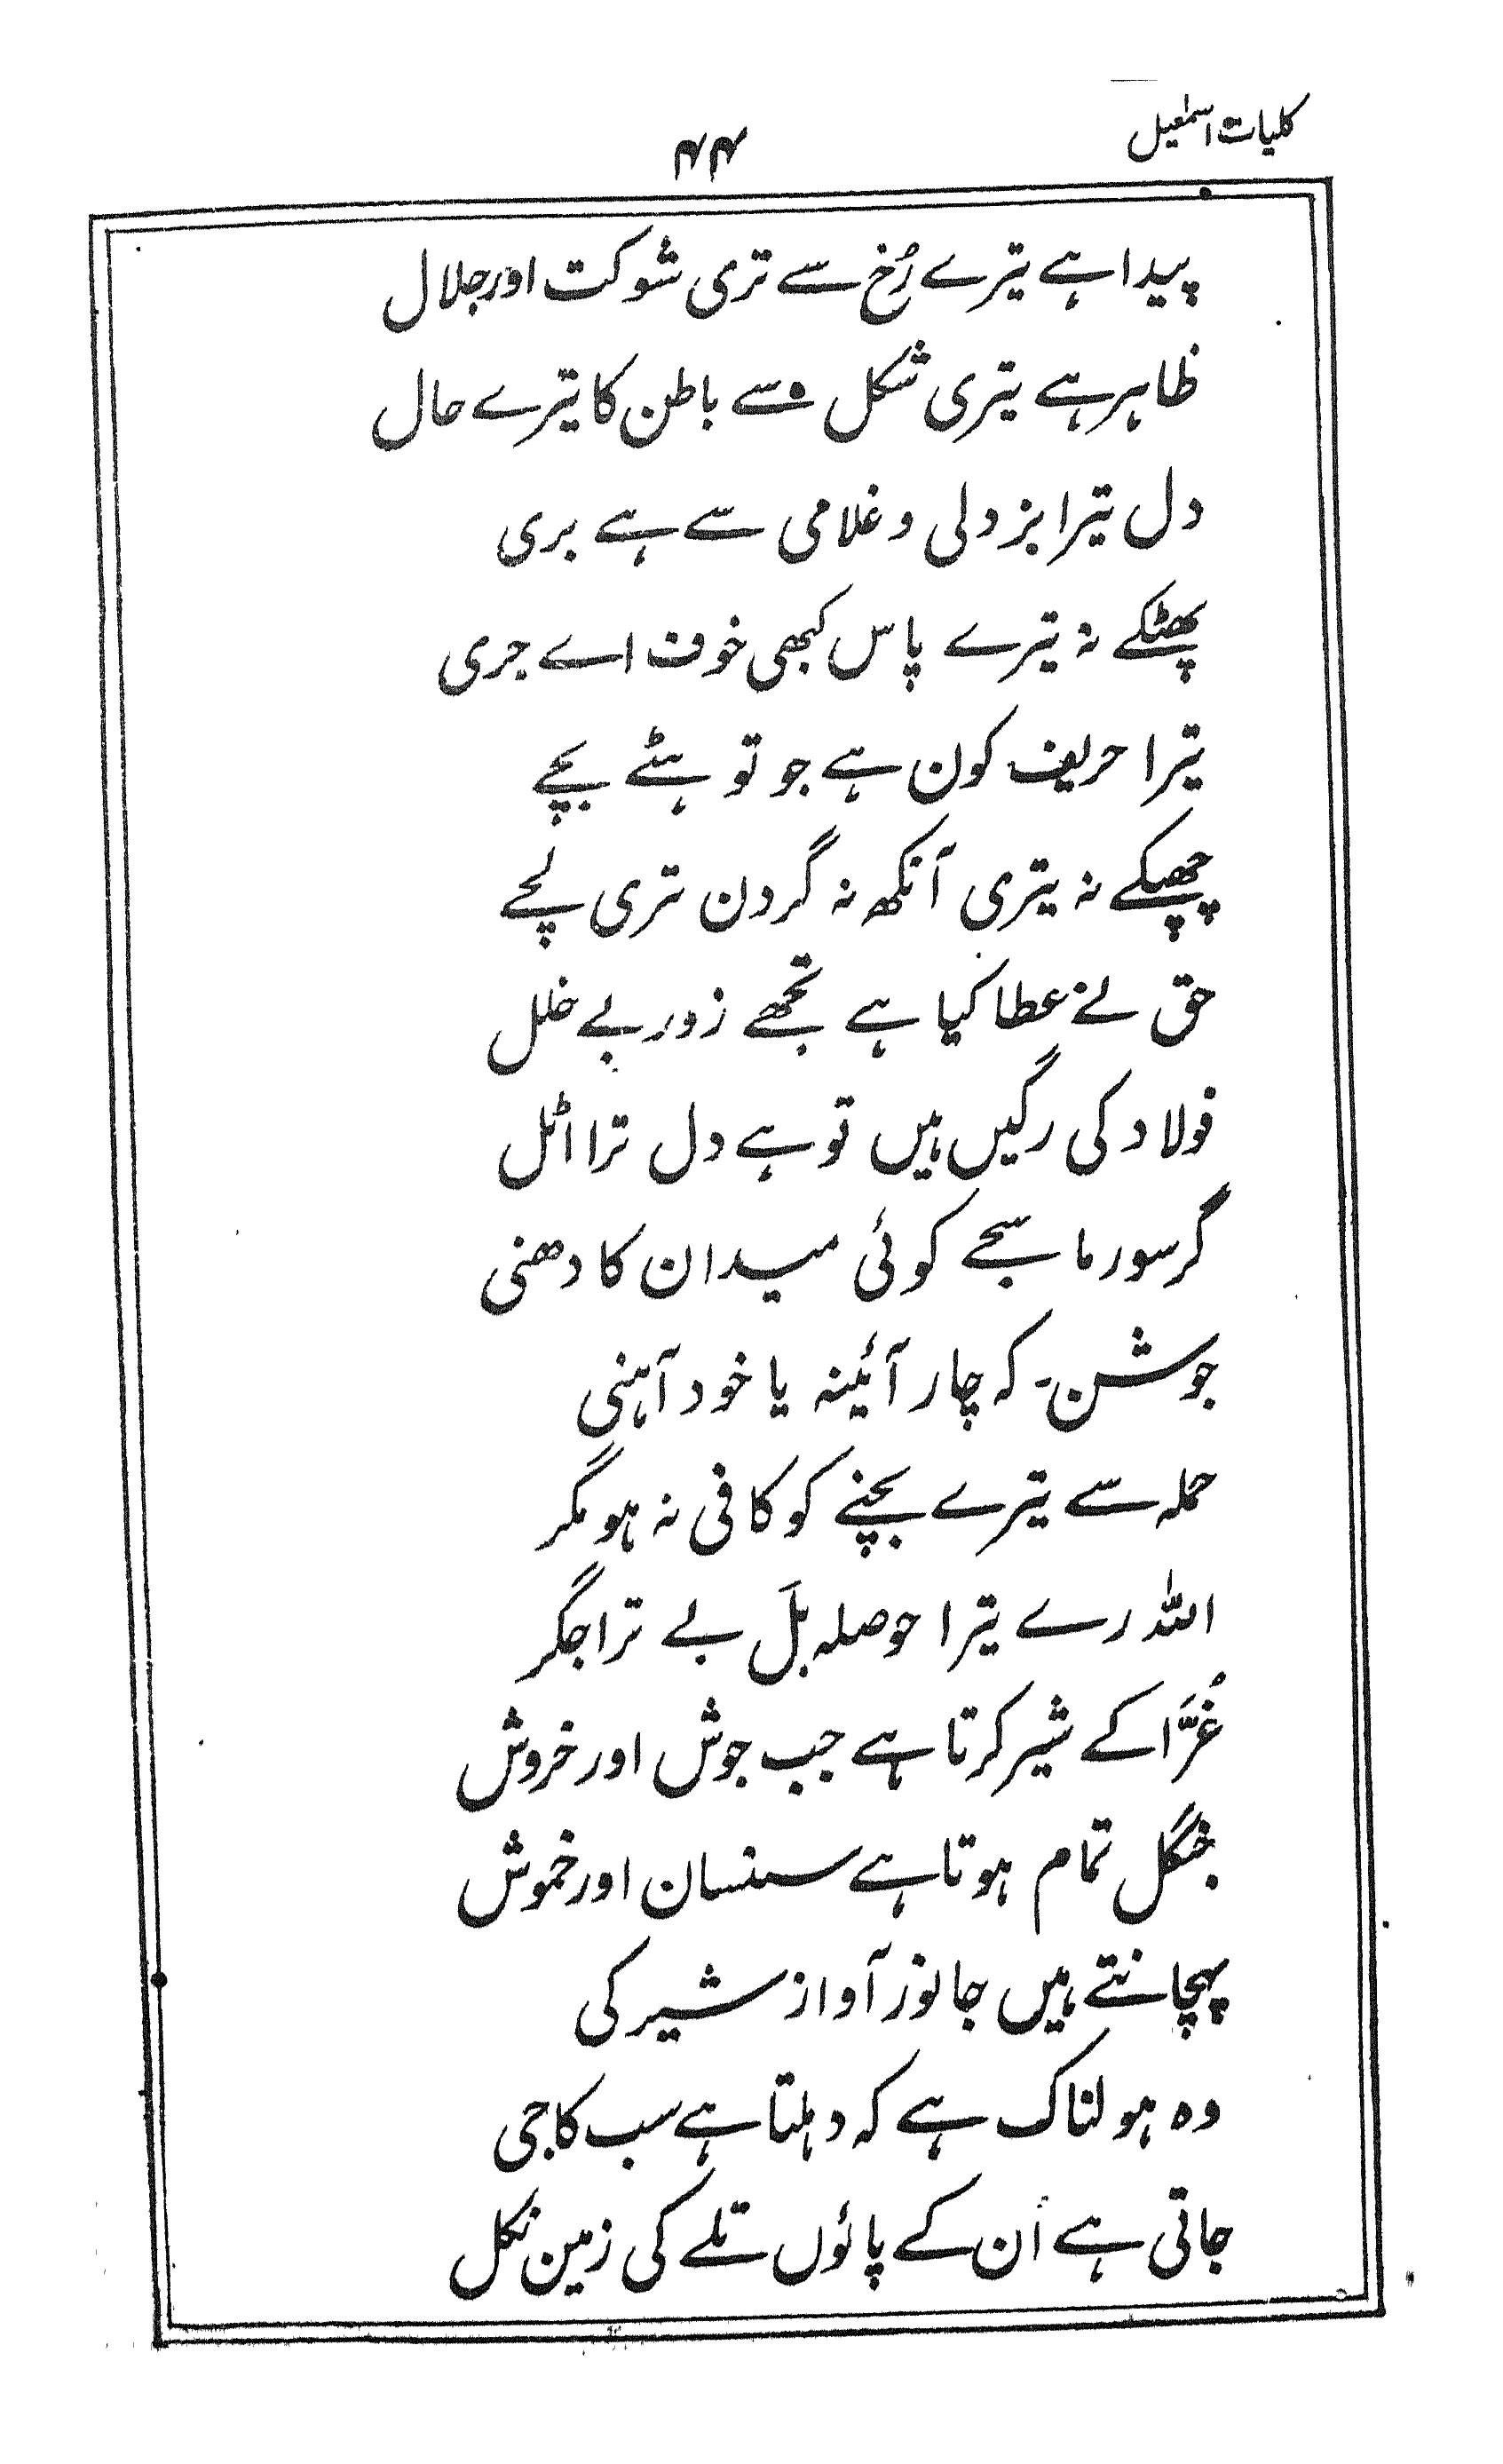 کلیات اسمٰعیل
۴۴
پیدا ہے تیرے رُخ سے تری شوکت اور جلال
ظاہر ہے تیری شکل سے باطن کا تیرے حال
دل تیرا بزدلی و غلامی سے ہے بری
پھٹکے نہ تیرے پاس کبھی خوف اے جری
تیرا حریف کون ہے جو تو ہٹے بچے
جھپکے نہ تیری آنکھ نہ گردن تری لچے
حق نے عطا کیا ہے تجھے زور بے خلل
فولاد کی رگیں ہیں تو ہے دل ترا اٹل
گر سورما سجے کوئی میدان کا دھنی
جوشن۔ کہ چار آئینہ یا خود آہنی
حملہ سے تیرے بچنے کو کافی نہ ہو مگر
اللہ رے تیرا حوصلہ بَل بے ترا جگر
غُرَّا کے شیر کرتا ہے جب جوش اور خروش
جنگل تمام ہوتا ہے سنسان اور خموش
پہچانتے ہیں جانور آواز شیر کی
وہ ہولناک ہے کہ دہلتا ہے سب کا جی
جاتی ہے اُن کے پائوں تلے کی زمین نکل